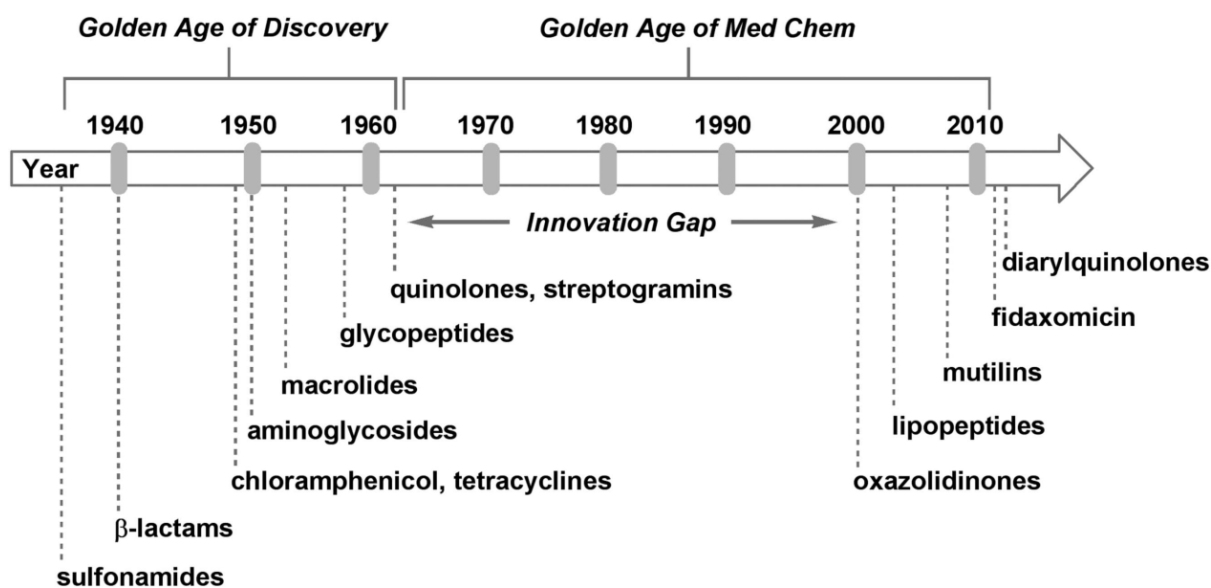 Golden Age of Discovery
Golden Age of Med Chem
1940 1950 1960 1970 1980 1990 2000 2010
Year
Innovation Gap
diarylquinolones
quinolones, streptogramins
fidaxomicin
glycopeptides
mutilins
macrolides
lipopeptides
aminoglycosides
chloramphenicol, tetracyclines
oxazolidinones
β-lactams
sulfonamides